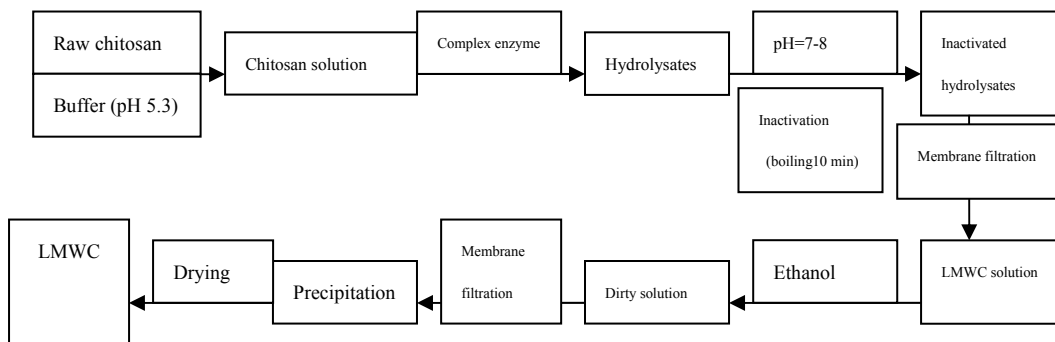 Raw chitosan
Buffer (pH 5.3)
Chitosan solution
Complex enzyme
Hydrolysates
pH=7-8
Inactivation
(boiling10 min)
Inactivated
hydrolysates
Membrane filtration
LMWC solution
Ethanol
Dirty solution
Membrane
filtration
Precipitation
Drying
LMWC